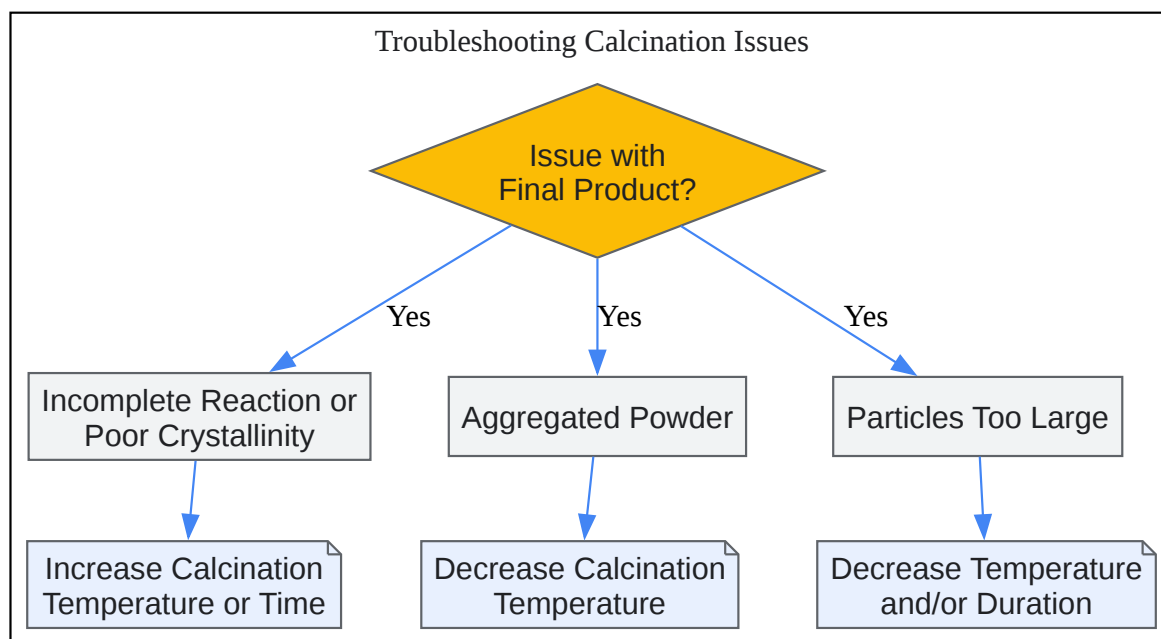 Troubleshooting Calcination Issues
Issue with
Final Product?
Yes
Yes
Yes
Incomplete Reaction or
Poor Crystallinity
Aggregated Powder
Particles Too Large
Increase Calcination
Temperature or Time
Decrease Calcination
Temperature
Decrease Temperature
and/or Duration